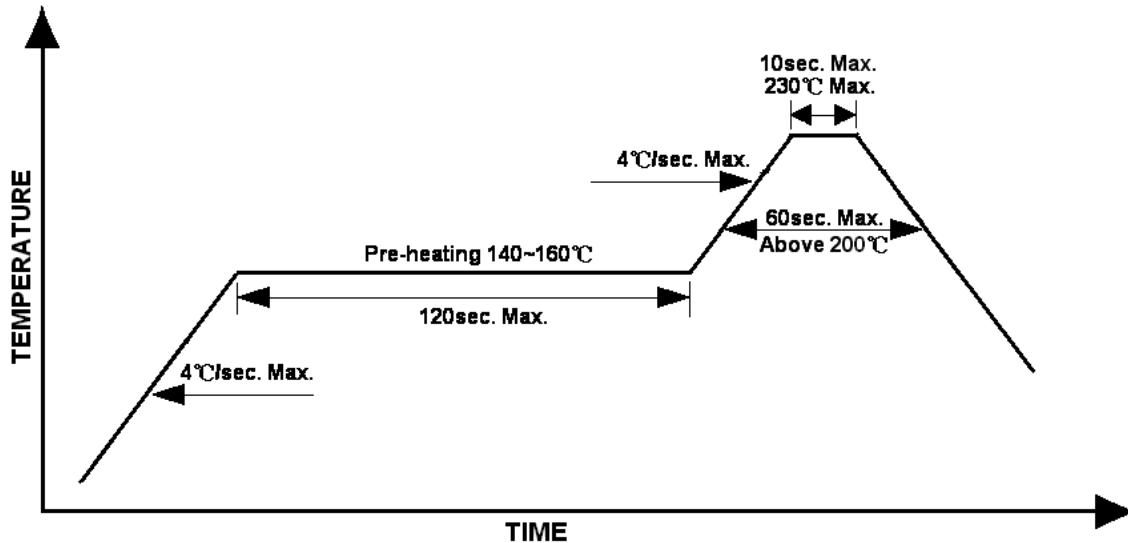 10sec. Max.
230℃ Max.
4℃/sec. Max.
60sec. Max.
Above 200℃
Pre-heating 140~160℃
120sec. Max.
4℃/sec. Max.
TEMPERATURE
TIME